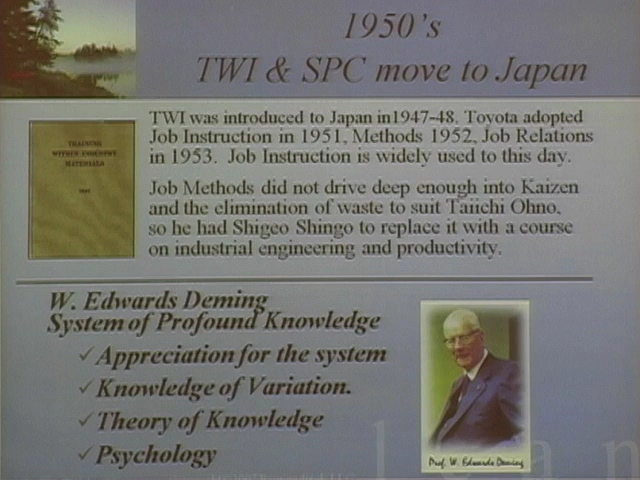 1950's
TWI & SPC move to Japan
TRAINING
WITHIN INDUSTRY
MATERIALS
TWI was introduced to Japan in1947-48. Toyota adopted
Job Instruction in 1951, Methods 1952, Job Relations
in 1953. Job Instruction is widely used to this day.
Job Methods did not drive deep enough into Kaizen
and the elimination of waste to suit Taiichi Ohno,
so he had Shigeo Shingo to replace it with a course
on industrial engineering and productivity.
W. Edwards Deming
System of Profound Knowledge
✓ Appreciation for the system
✓ Knowledge of Variation.
✓ Theory of Knowledge
✓ Psychology
Prof. W. Edwards Deming
l e a n